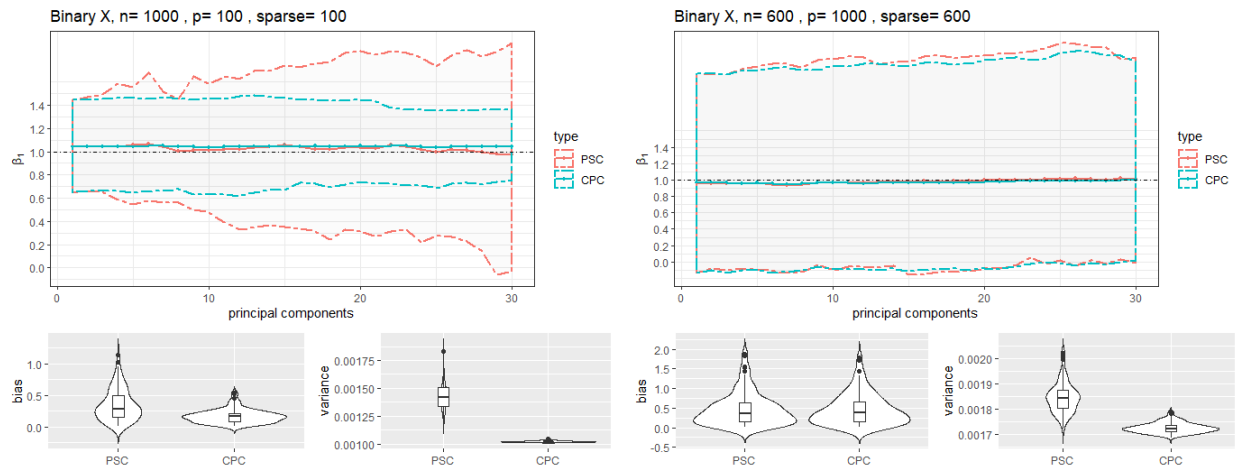 Binary X, n= 1000 , p= 100 , sparse= 100
1.4
1.2
1.0
0.8
0.6
0.4
0.2
0.0
β1
0
10
20
30
principal components
type
PSC
CPC
Binary X, n= 600 , p= 1000 , sparse= 600
1.4
1.2
1.0
0.8
0.6
0.4
0.2
0.0
β1
0
10
20
30
principal components
type
PSC
CPC
1.0
0.5
0.0
bias
PSC
CPC
0.00175
0.00150
0.00125
0.00100
variance
PSC
CPC
2.0
1.5
1.0
0.5
0.0
-0.5
bias
PSC
CPC
0.0020
0.0019
0.0018
0.0017
variance
PSC
CPC